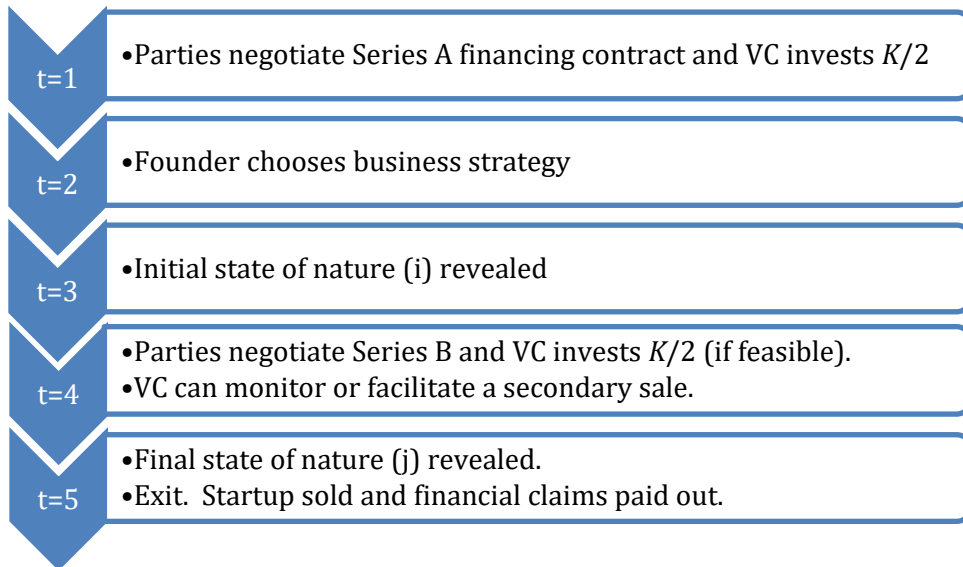 t=1
•Parties negotiate Series A financing contract and VC invests K/2
t=2
•Founder chooses business strategy
t=3
•Initial state of nature (i) revealed
t=4
•Parties negotiate Series B and VC invests K/2 (if feasible).
•VC can monitor or facilitate a secondary sale.
t=5
•Final state of nature (j) revealed.
•Exit.  Startup sold and financial claims paid out.